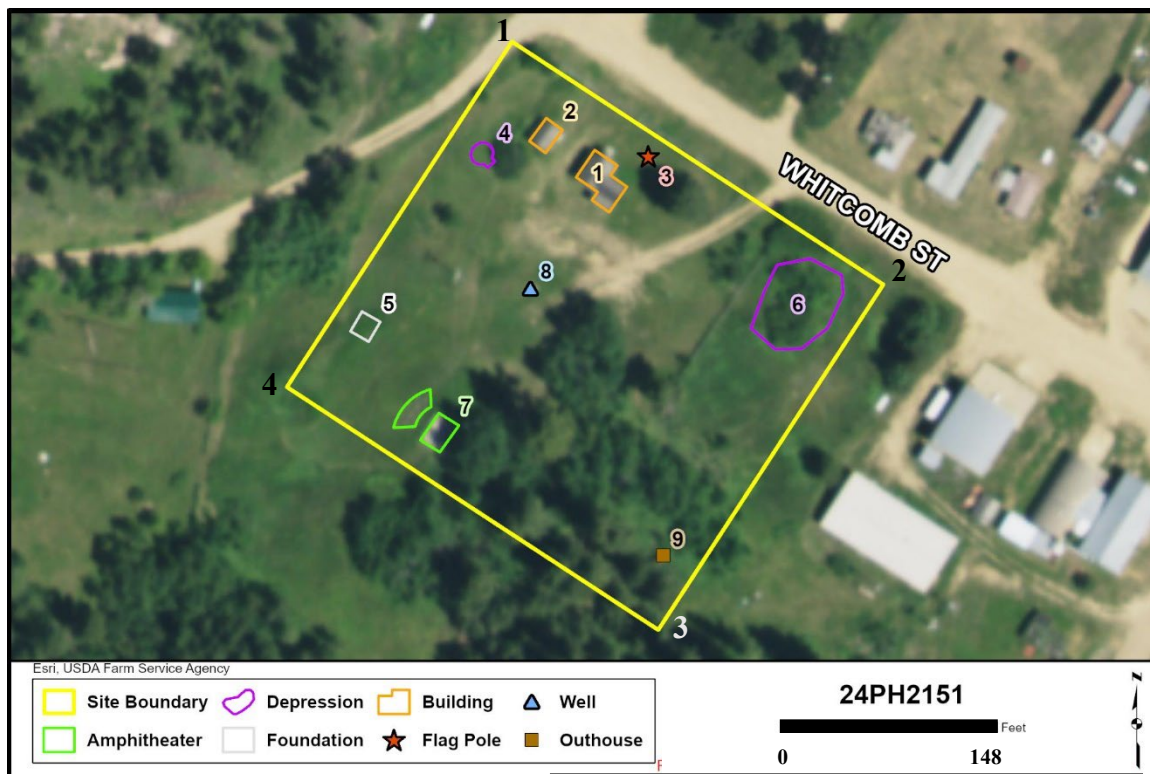 1
2
4
1
3
WHITCOMB ST
8
2
6
5
4
7
9
3
Esri, USDA Farm Service Agency
Site Boundary
Depression
Building
Well
Amphitheater
Foundation
Flag Pole
Outhouse
24PH2151
Feet
0 148
F
N